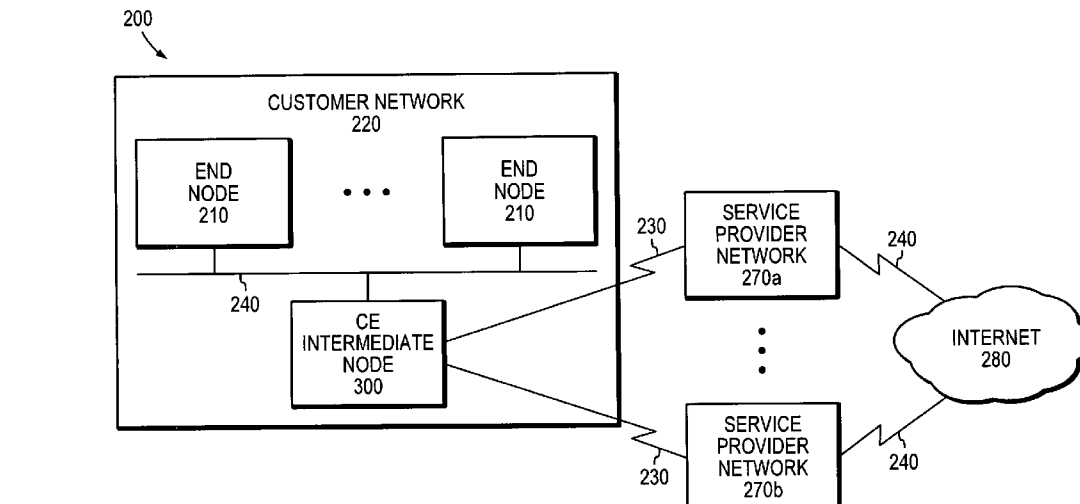 200
CUSTOMER NETWORK
220
END
NODE
210
END
NODE
210
240
CE
INTERMEDIATE
NODE
300
230
230
SERVICE
PROVIDER
NETWORK
270a
SERVICE
PROVIDER
NETWORK
270b
240
240
INTERNET
280